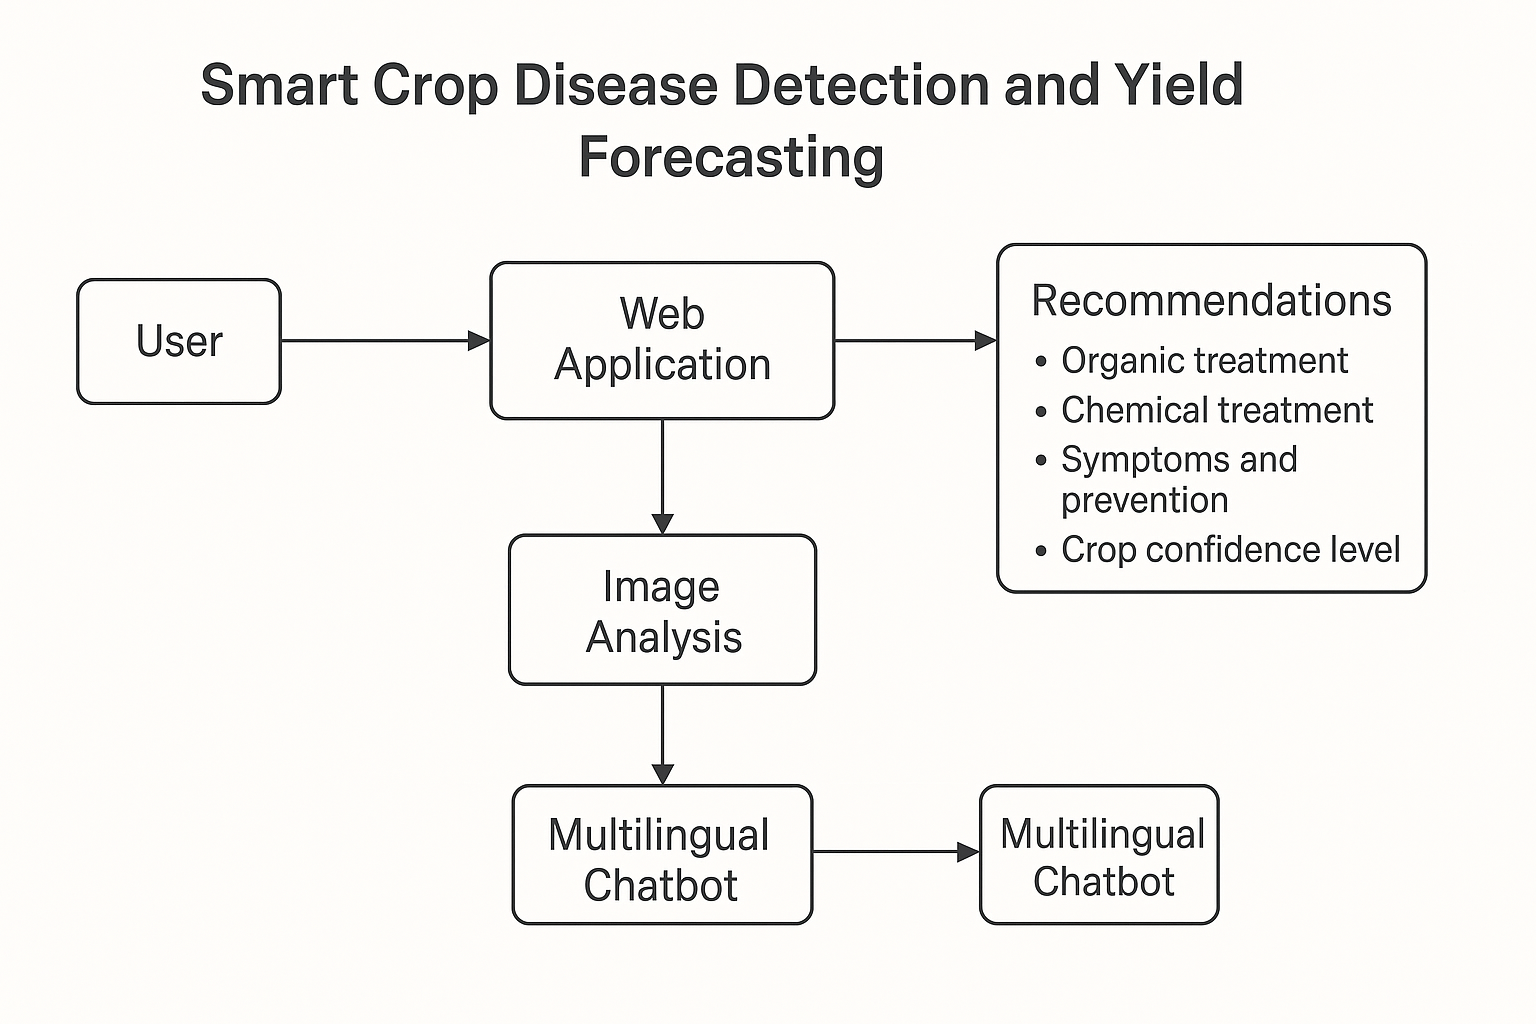 Smart Crop Disease Detection and Yield
Forecasting
User
Web
Application
Recommendations
• Organic treatment
• Chemical treatment
• Symptoms and
prevention
• Crop confidence level
Image
Analysis
Multilingual
Chatbot
Multilingual
Chatbot